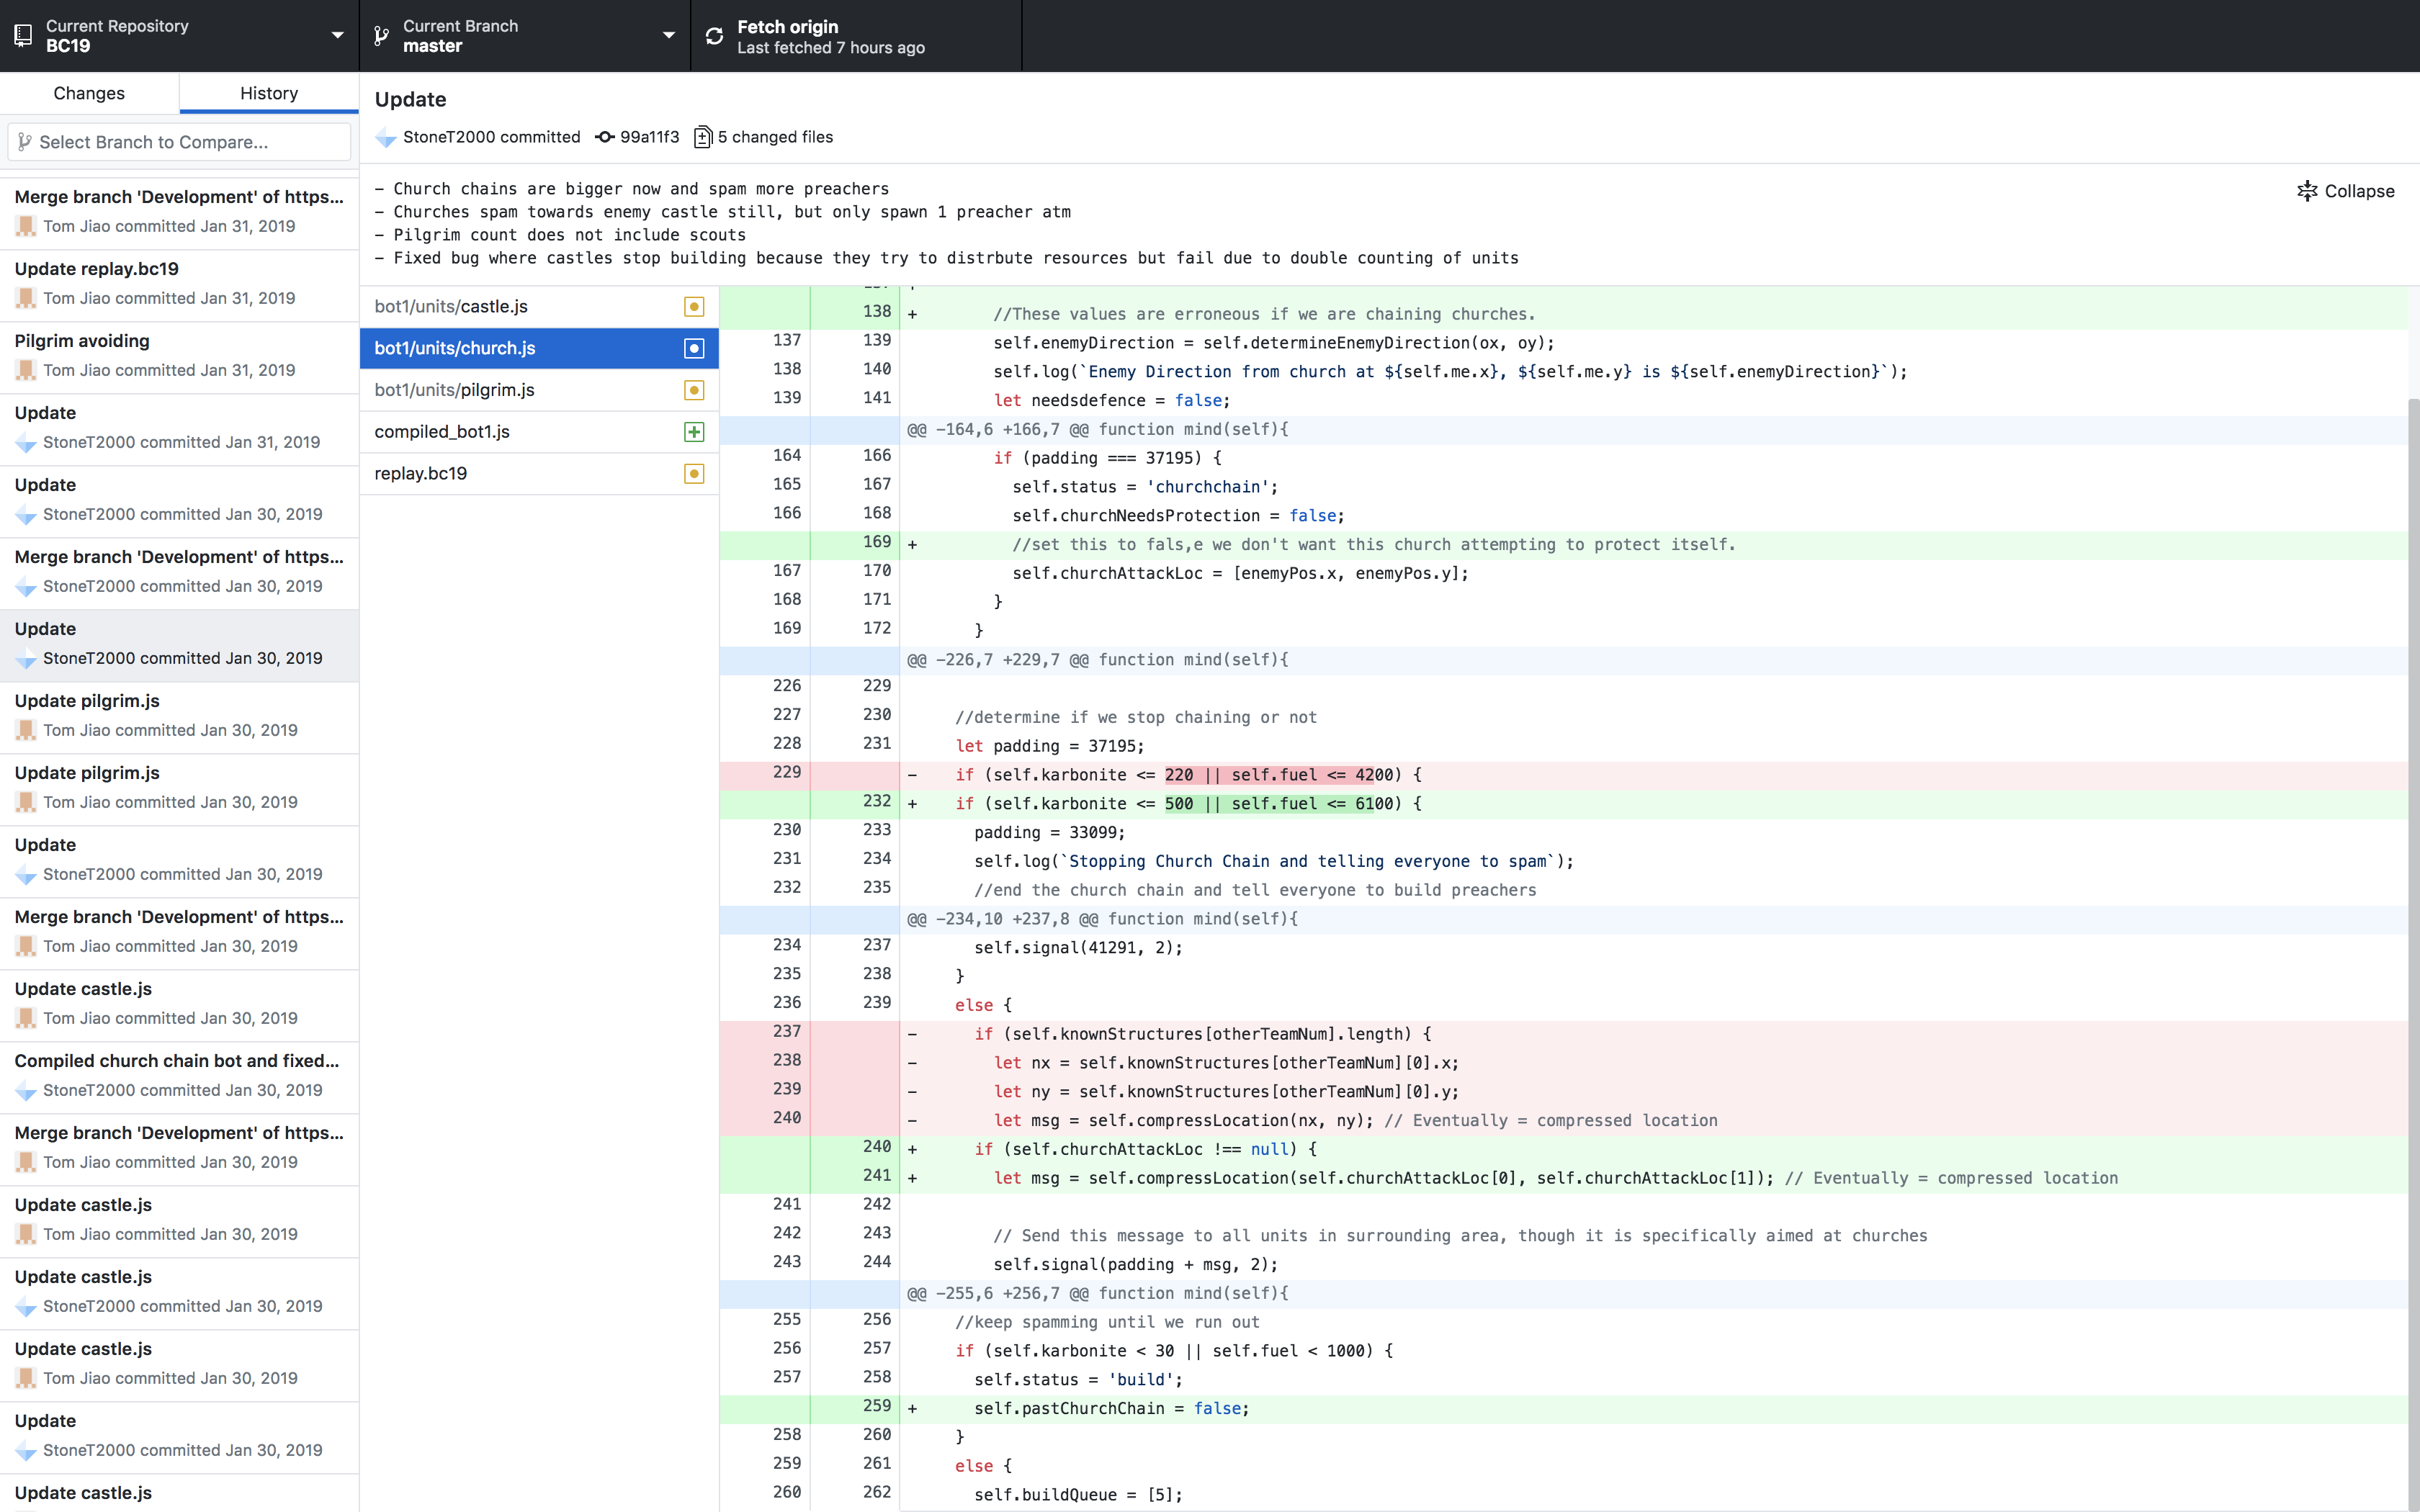 Current Repository
BC19
Current Branch
master
Fetch origin
Last fetched 7 hours ago
Changes
History
Select Branch to Compare...
Merge branch 'Development' of https...
Tom Jiao committed Jan 31, 2019
Update replay.bc19
Tom Jiao committed Jan 31, 2019
Pilgrim avoiding
Tom Jiao committed Jan 31, 2019
Update
StoneT2000 committed Jan 31, 2019
Update
StoneT2000 committed Jan 30, 2019
Merge branch 'Development' of https...
StoneT2000 committed Jan 30, 2019
Update
StoneT2000 committed Jan 30, 2019
Update pilgrim.js
Tom Jiao committed Jan 30, 2019
Update pilgrim.js
Tom Jiao committed Jan 30, 2019
Update
StoneT2000 committed Jan 30, 2019
Merge branch 'Development' of https...
Tom Jiao committed Jan 30, 2019
Update castle.js
Tom Jiao committed Jan 30, 2019
Compiled church chain bot and fixed...
StoneT2000 committed Jan 30, 2019
Merge branch 'Development' of https...
Tom Jiao committed Jan 30, 2019
Update castle.js
Tom Jiao committed Jan 30, 2019
Update castle.js
StoneT2000 committed Jan 30, 2019
Update castle.js
Tom Jiao committed Jan 30, 2019
Update
StoneT2000 committed Jan 30, 2019
Update castle.js
Update
StoneT2000 committed 99a11f3 5 changed files
- Church chains are bigger now and spam more preachers
- Churches spam towards enemy castle still, but only spawn 1 preacher atm
- Pilgrim count does not include scouts
- Fixed bug where castles stop building because they try to distrbute resources but fail due to double counting of units
Collapse
bot1/units/castle.js
bot1/units/church.js
bot1/units/pilgrim.js
compiled_bot1.js
replay.bc19
138 + //These values are erroneous if we are chaining churches.
137 139 self.enemyDirection = self.determineEnemyDirection(ox, oy);
138 140 self.log(`Enemy Direction from church at ${self.me.x}, ${self.me.y} is ${self.enemyDirection}`);
139 141 let needsdefence = false;
@@ -164,6 +166,7 @@ function mind(self){
164 166 if (padding === 37195) {
165 167 self.status = 'churchchain';
166 168 self.churchNeedsProtection = false;
169 + //set this to fals,e we don't want this church attempting to protect itself.
167 170 self.churchAttackLoc = [enemyPos.x, enemyPos.y];
168 171 }
169 172 }
@@ -226,7 +229,7 @@ function mind(self){
226 229
227 230 //determine if we stop chaining or not
228 231 let padding = 37195;
229 - if (self.karbonite <= 220 || self.fuel <= 4200) {
232 + if (self.karbonite <= 500 || self.fuel <= 6100) {
230 233 padding = 33099;
231 234 self.log(`Stopping Church Chain and telling everyone to spam`);
232 235 //end the church chain and tell everyone to build preachers
@@ -234,10 +237,8 @@ function mind(self){
234 237 self.signal(41291, 2);
235 238 }
236 239 else {
237 - if (self.knownStructures[otherTeamNum].length) {
238 - let nx = self.knownStructures[otherTeamNum][0].x;
239 - let ny = self.knownStructures[otherTeamNum][0].y;
240 - let msg = self.compressLocation(nx, ny); // Eventually = compressed location
240 + if (self.churchAttackLoc !== null) {
241 + let msg = self.compressLocation(self.churchAttackLoc[0], self.churchAttackLoc[1]); // Eventually = compressed location
241 242
242 243 // Send this message to all units in surrounding area, though it is specifically aimed at churches
243 244 self.signal(padding + msg, 2);
@@ -255,6 +256,7 @@ function mind(self){
255 256 //keep spamming until we run out
256 257 if (self.karbonite < 30 || self.fuel < 1000) {
257 258 self.status = 'build';
259 + self.pastChurchChain = false;
258 260 }
259 261 else {
260 262 self.buildQueue = [5];